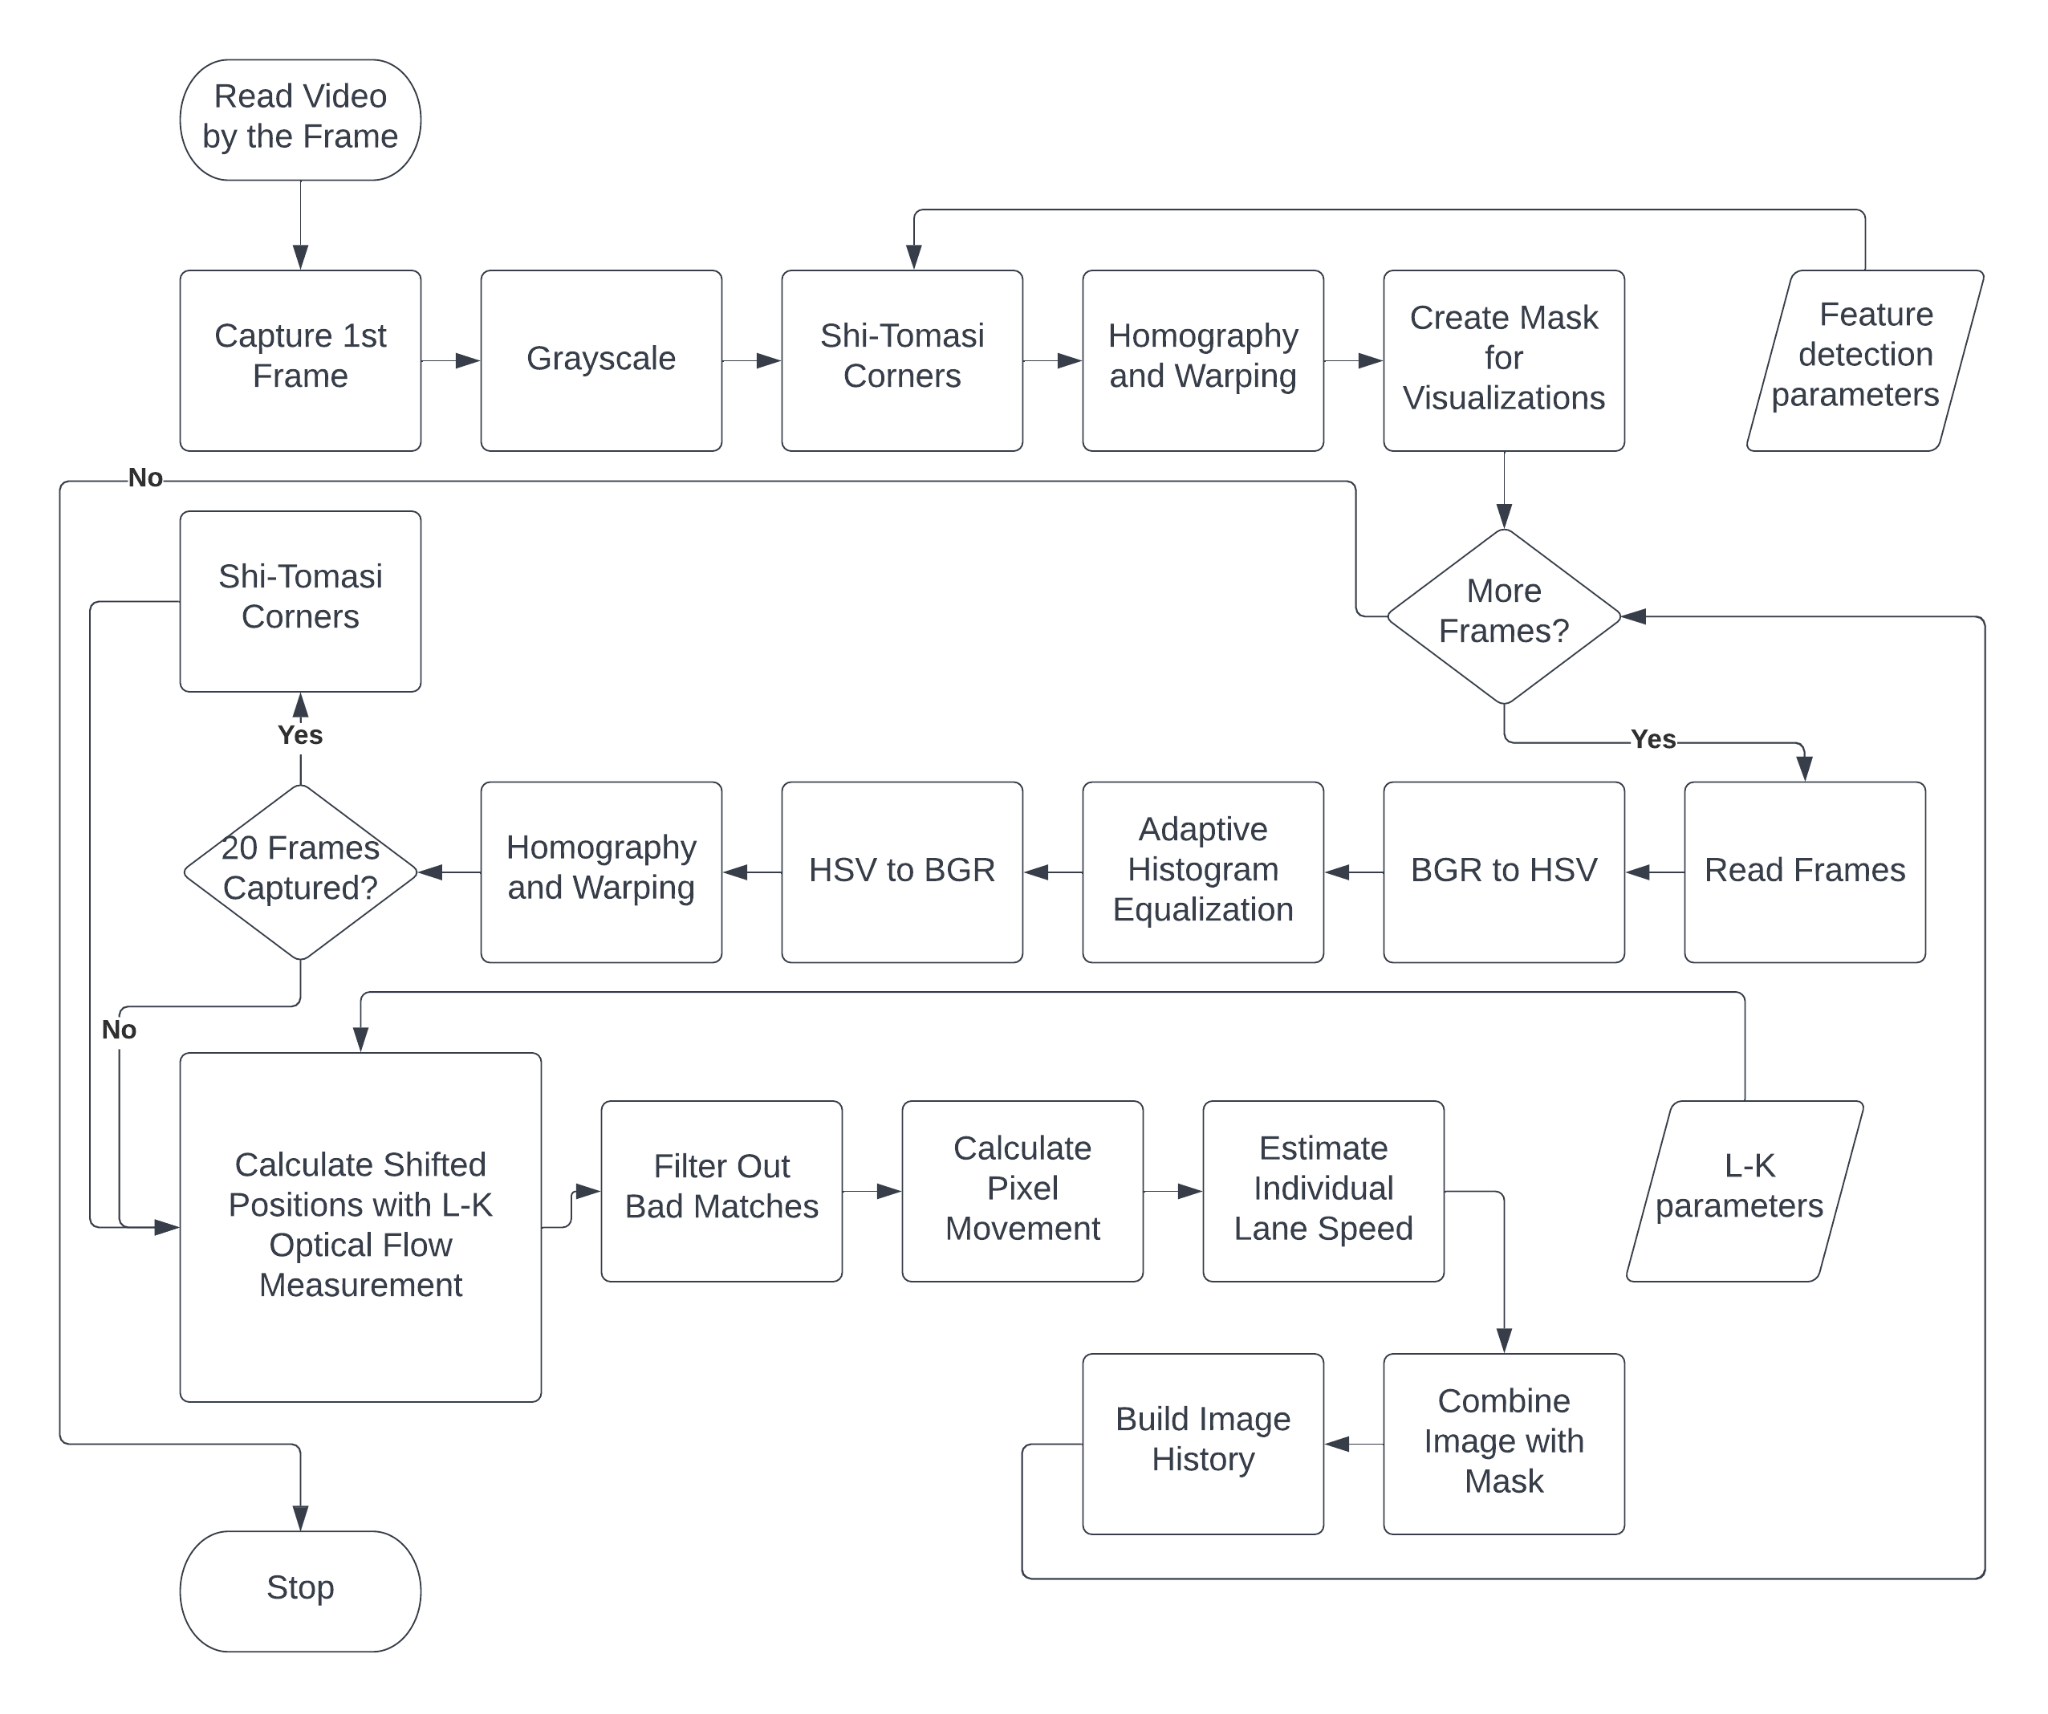 Read Video
by the Frame
Capture 1st
Frame
Grayscale
Shi-Tomasi
Corners
Homography
and Warping
Create Mask
for
Visualizations
Feature
detection
parameters
No
Shi-Tomasi
Corners
More
Frames?
Yes
Yes
20 Frames
Captured?
Homography
and Warping
HSV to BGR
Adaptive
Histogram
Equalization
BGR to HSV
Read Frames
No
Calculate Shifted
Positions with L-K
Optical Flow
Measurement
Filter Out
Bad Matches
Calculate
Pixel
Movement
Estimate
Individual
Lane Speed
L-K
parameters
Build Image
History
Combine
Image with
Mask
Stop